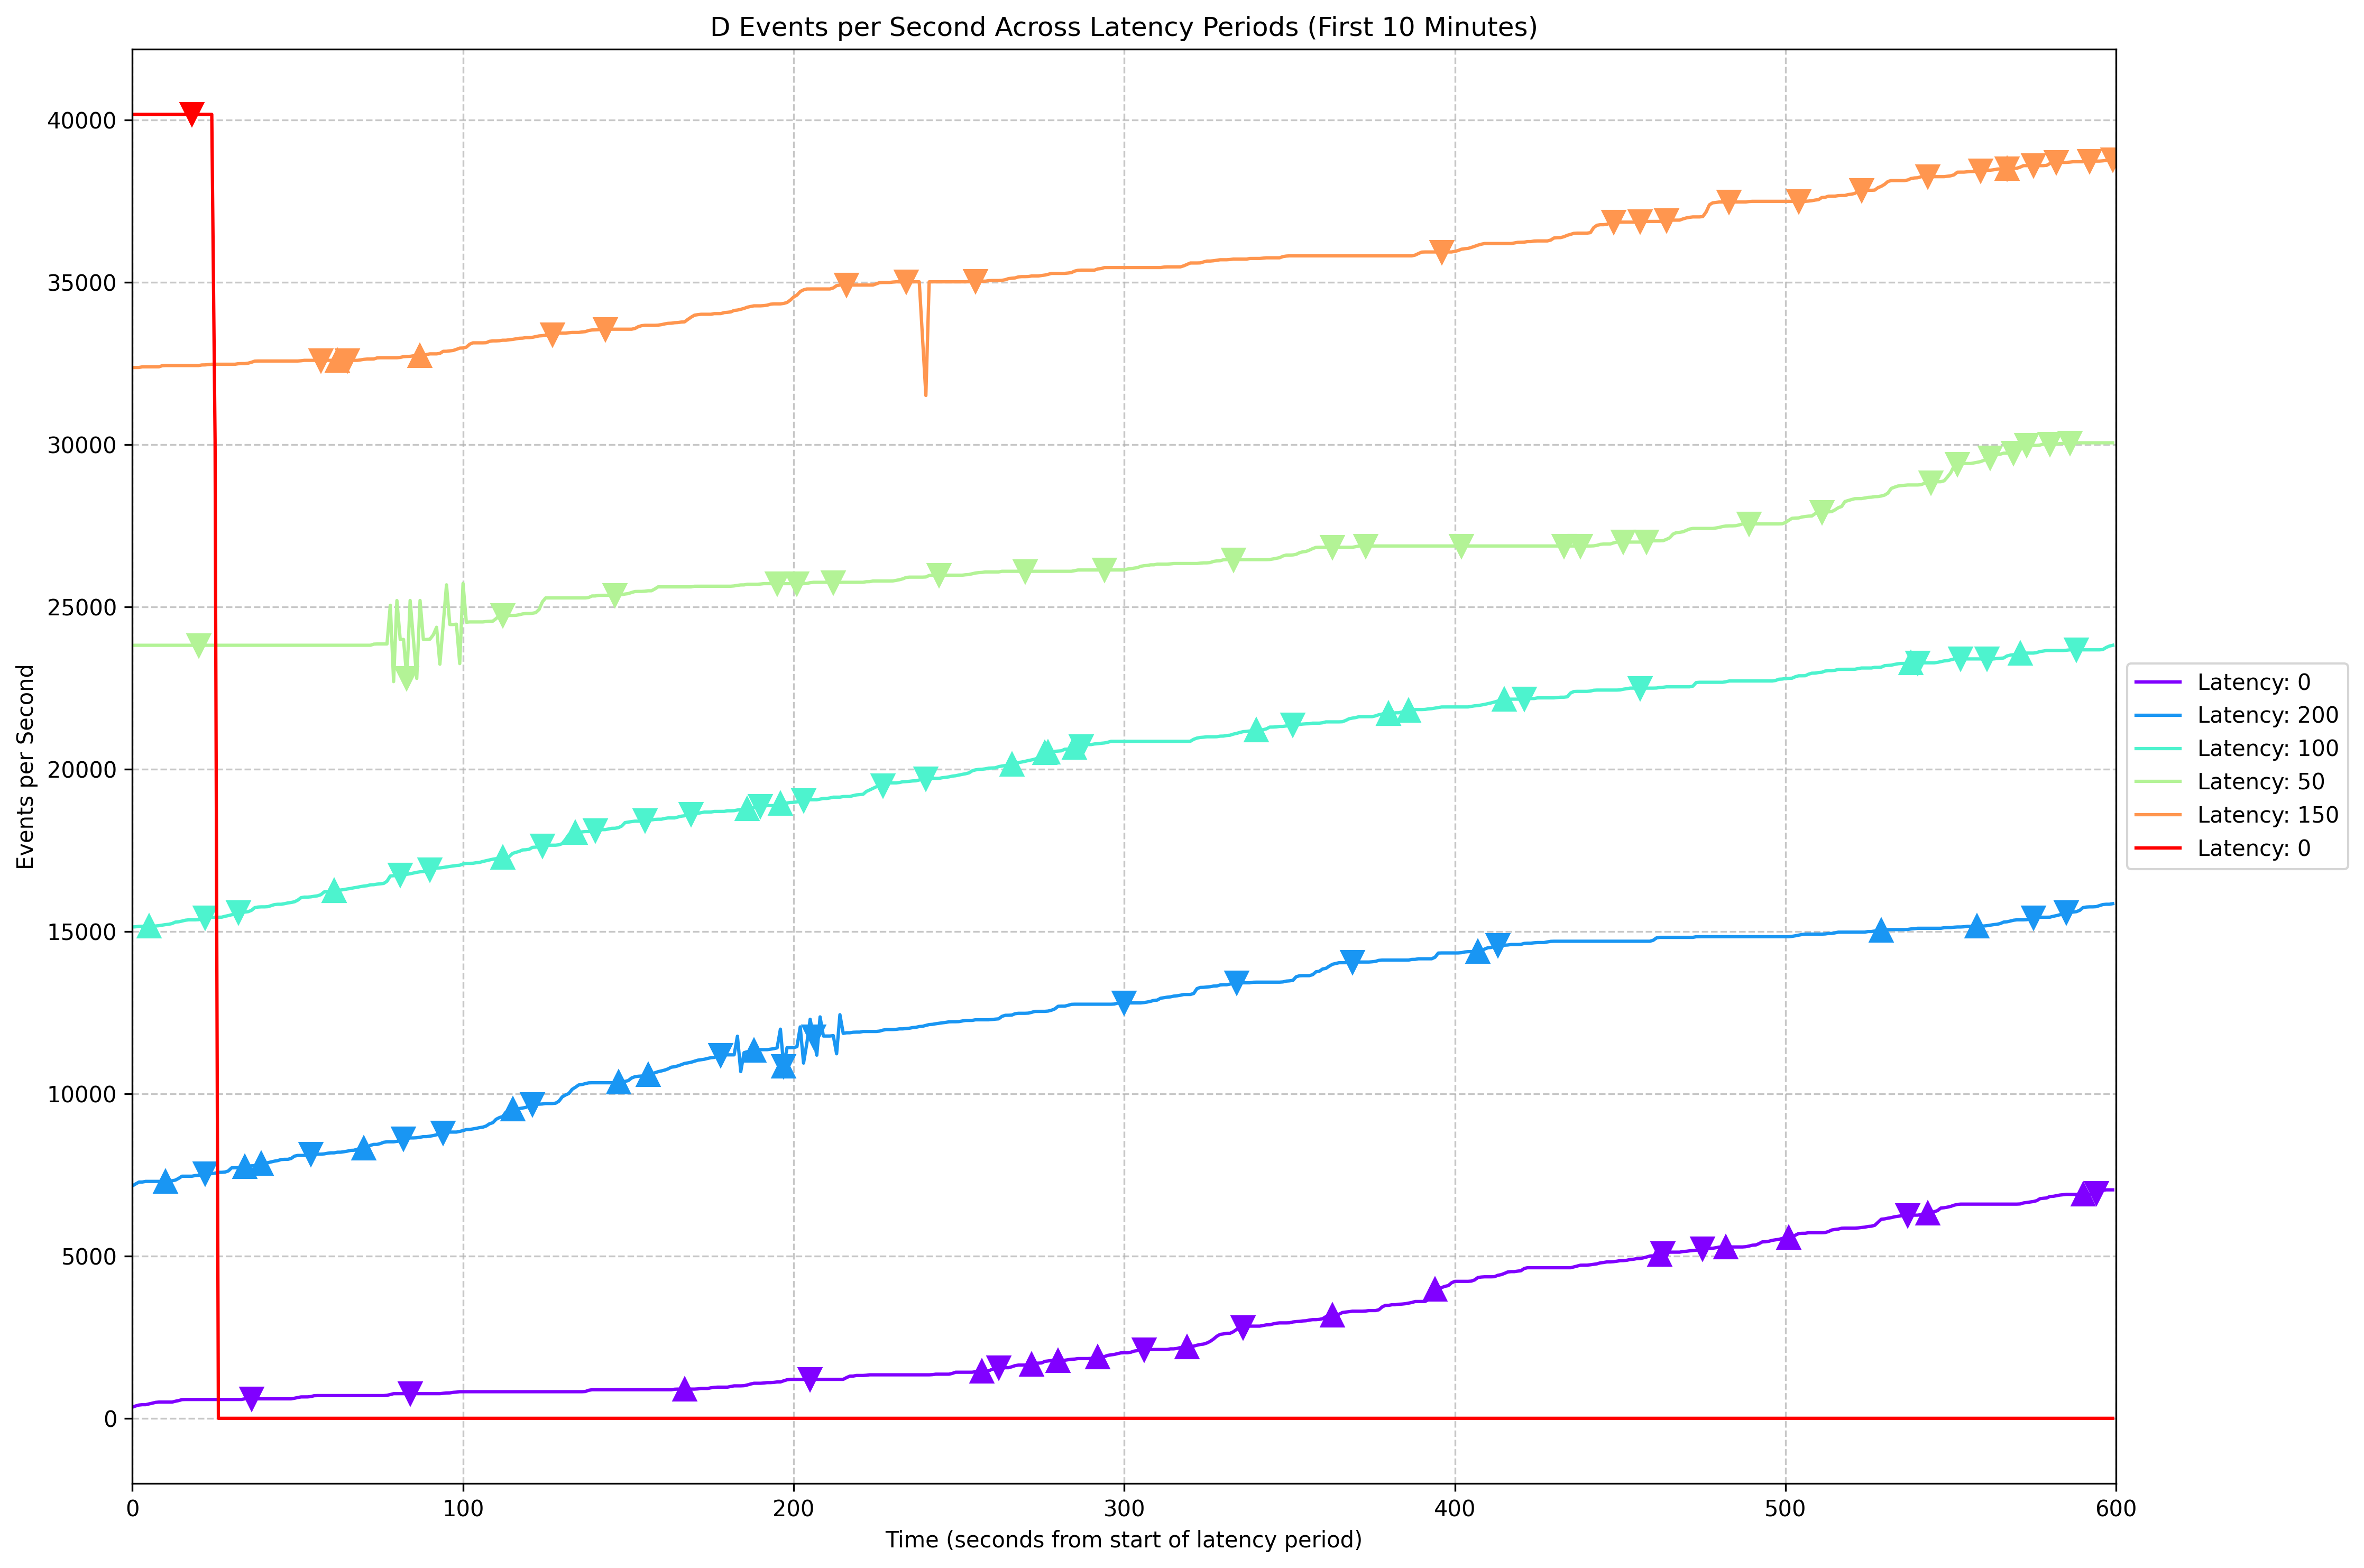 D Events per Second Across Latency Periods (First 10 Minutes)
Events per Second
40000
35000
30000
25000
20000
15000
10000
5000
0
0 100 200 300 400 500 600
Time (seconds from start of latency period)
Latency: 0
Latency: 200
Latency: 100
Latency: 50
Latency: 150
Latency: 0